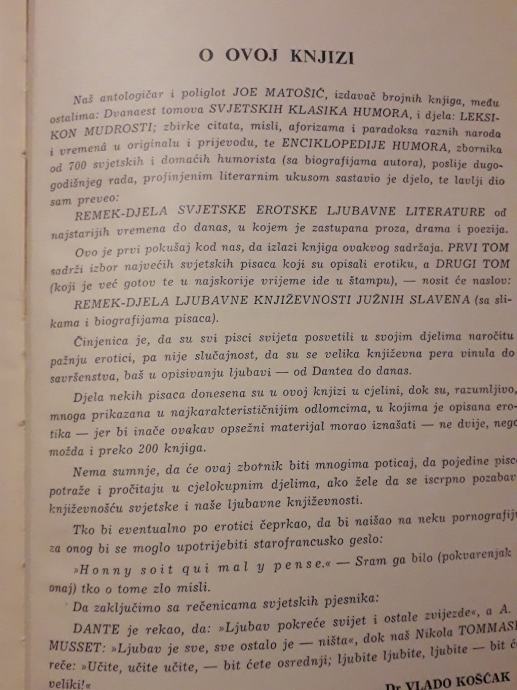 O OVOJ KNJIZI
Naš antologičar i poliglot JOE MATOŠIĆ, izdavač brojnih knjiga, među
ostalima: Dvanaest tomova SVJETSKIH KLASIKA HUMORA, i djela: LEKSI-
KON MUDROSTI; zbirke citata, misli, aforizama i paradoksa raznih naroda
i vremenâ u originalu i prijevodu, te ENCIKLOPEDIJE HUMORA, zbornika
od 700 svjetskih i domaćih humorista (sa biografijama autora), poslije dugo-
godišnjeg rada, profinjenim literarnim ukusom sastavio je djelo, te lavlji dio
sam preveo:
REMEK-DJELA SVJETSKE EROTSKE LJUBAVNE LITERATURE od
najstarijih vremena do danas, u kojem je zastupana proza, drama i poezija.
Ovo je prvi pokušaj kod nas, da izlazi knjiga ovakvog sadržaja. PRVI TOM
sadrži izbor najvećih svjetskih pisaca koji su opisali erotiku, a DRUGI TOM
(koji je već gotov te u najskorije vrijeme ide u štampu), — nosit će naslov:
REMEK-DJELA LJUBAVNE KNJIŽEVNOSTI JUŽNIH SLAVENA (sa sli-
kama i biografijama pisaca).
Činjenica je, da su svi pisci svijeta posvetili u svojim djelima naročitu
pažnju erotici, pa nije slučajnost, da su se velika književna pera vinula do
savršenstva, baš u opisivanju ljubavi — od Dantea do danas.
Djela nekih pisaca donesena su u ovoj knjizi u cjelini, dok su, razumljivo,
mnoga prikazana u najkarakterističnijim odlomcima, u kojima je opisana ero-
tika — jer bi inače ovakav opsežni materijal morao iznašati — ne dvije, nego
možda i preko 200 knjiga.
Nema sumnje, da će ovaj zbornik biti mnogima poticaj, da pojedine pisce
potraže i pročitaju u cjelokupnim djelima, ako žele da se iscrpno pozabav
književnošću svjetske i naše ljubavne književnosti.
Tko bi eventualno po erotici čeprkao, da bi naišao na neku pornografiju
za onog bi se moglo upotrijebiti starofrancusko geslo:
»Honny soit qui mal y pense.« — Sram ga bilo (pokvarenjak
onaj) tko o tome zlo misli.
Da zaključimo sa rečenicama svjetskih pjesnika:
DANTE je rekao, da: »Ljubav pokreće svijet i ostale zvijezde«, a A.
MUSSET: »Ljubav je sve, sve ostalo je — ništa«, dok naš Nikola TOMMASE
reče: »Učite, učite učite, — bit ćete osrednji; ljubite ljubite, ljubite — bit će
veliki!«
Dr VLADO KOŠĆAK